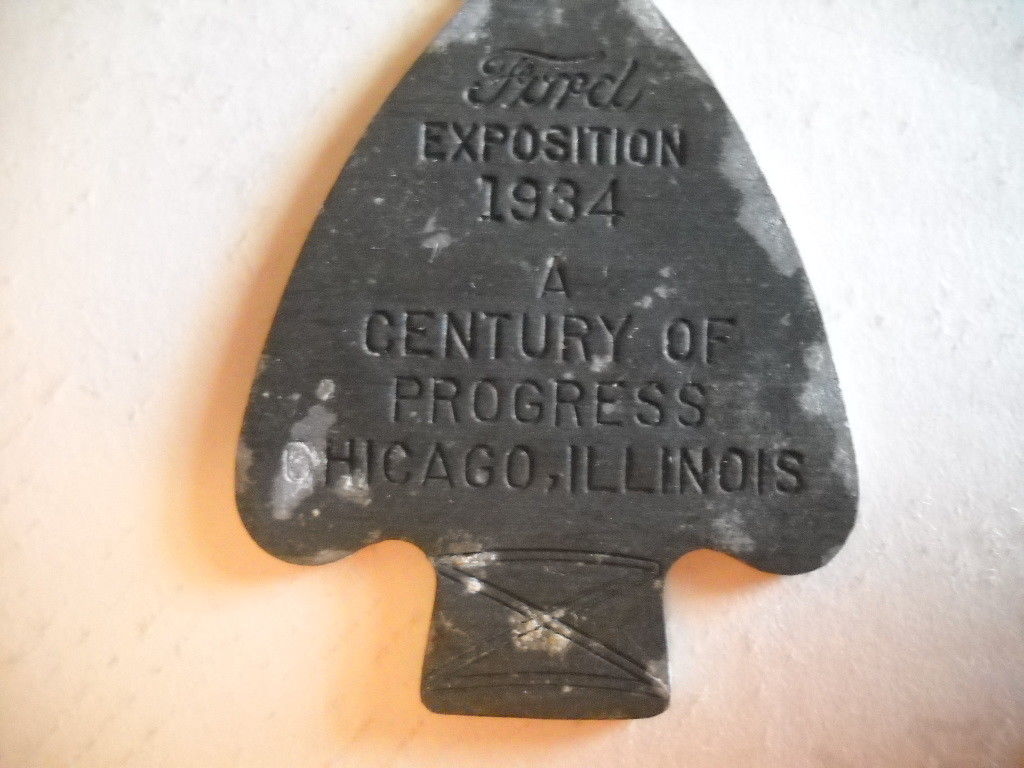 Ford
EXPOSITION
1934
A
CENTURY OF
PROGRESS
CHICAGO, ILLINOIS